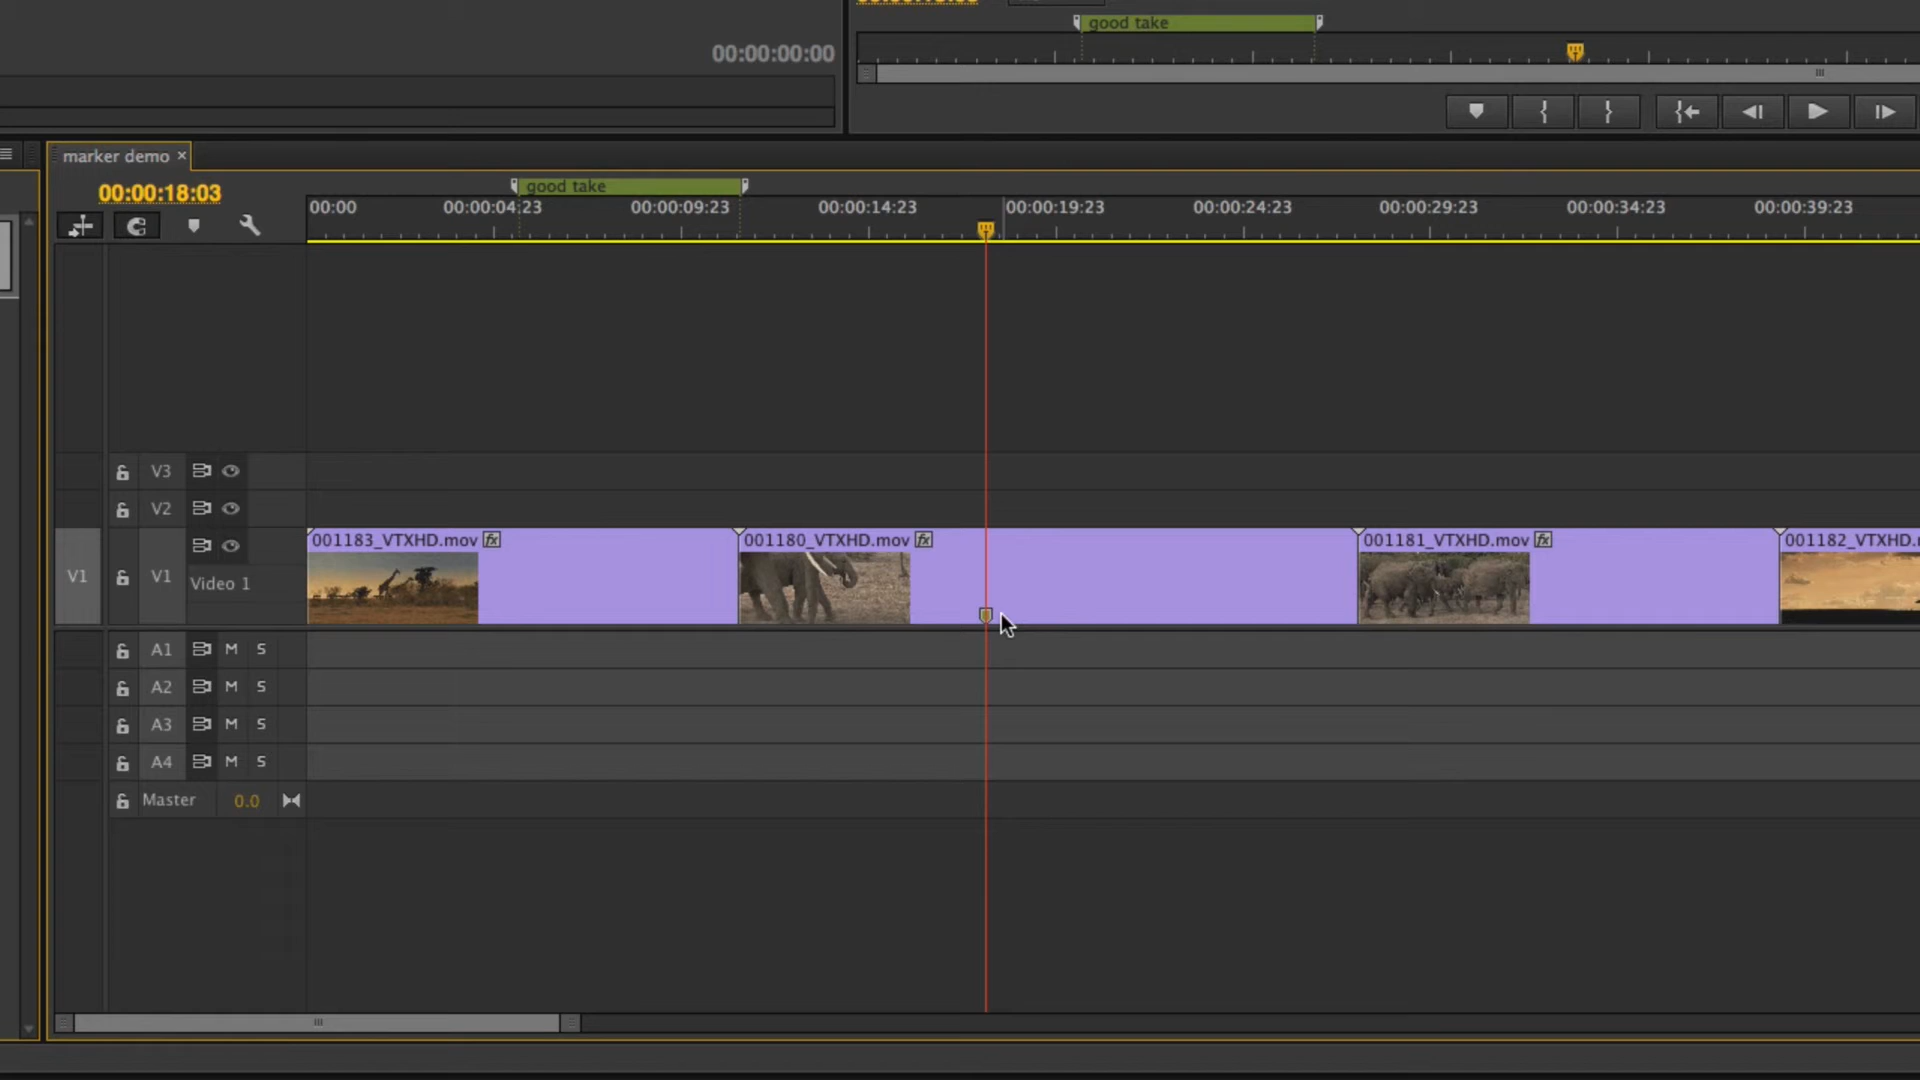 good take
00:00:00:00
marker demo ×
00:00:18:03
good take
00:00
00:00:04:23
00:00:09:23
00:00:14:23
00:00:19:23
00:00:24:23
00:00:29:23
00:00:34:23
00:00:39:23
V3
V2
001183_VTXHD.mov fx
001180_VTXHD.mov fx
001181_VTXHD.mov fx
001182_VTXHD.
V1
V1
Video 1
A1 M S
A2 M S
A3 M S
A4 M S
Master 0.0